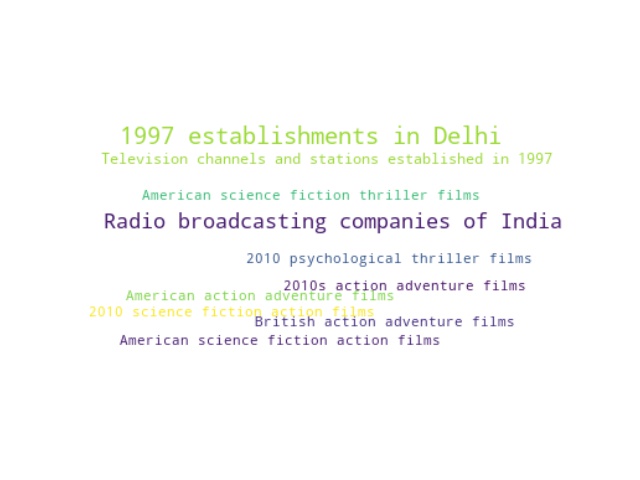 1997 establishments in Delhi
Television channels and stations established in 1997
American science fiction thriller films
Radio broadcasting companies of India
2010 psychological thriller films
2010s action adventure films
American action adventure films
2010 science fiction action films
British action adventure films
American science fiction action films